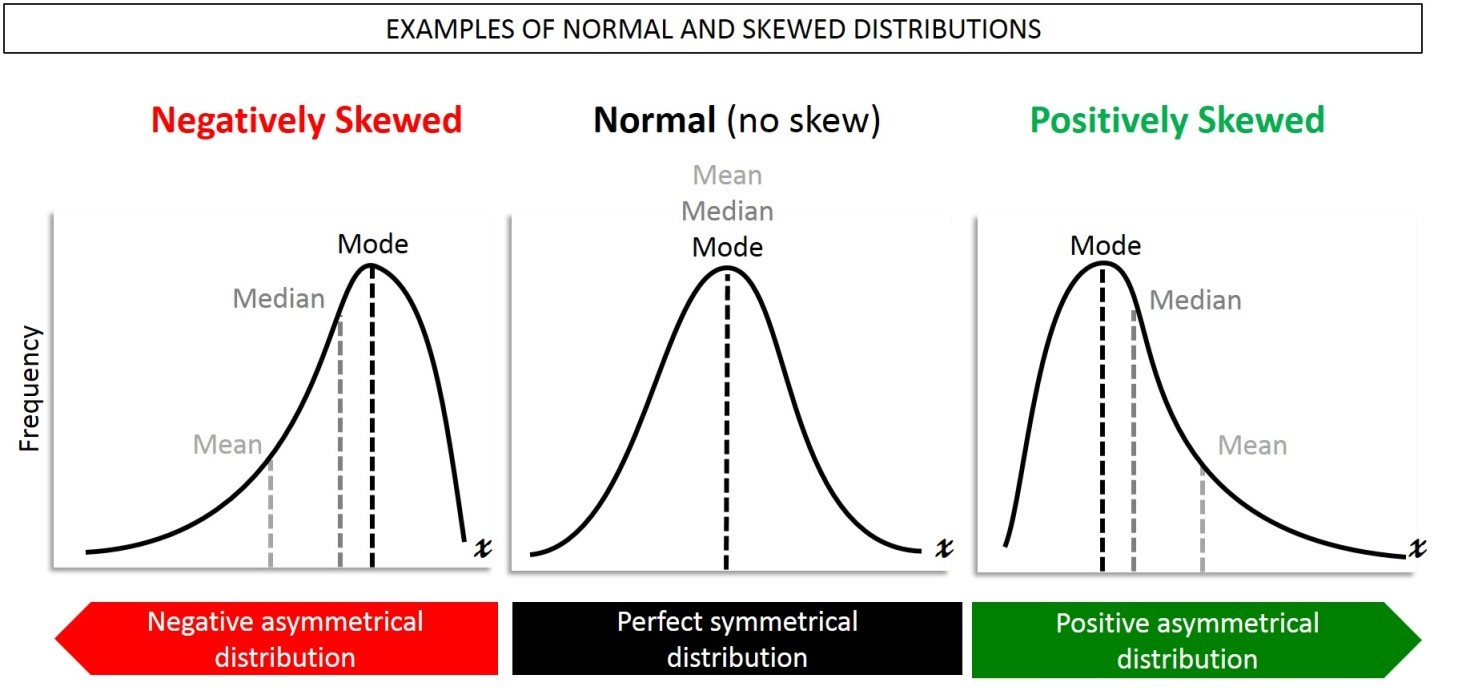 EXAMPLES OF NORMAL AND SKEWED DISTRIBUTIONS
Negatively Skewed
Normal (no skew)
Positively Skewed
Mean
Median
Mode
Mode
Median
Mean
Frequency
x
x
Mode
Median
Mean
x
Negative asymmetrical
distribution
Perfect symmetrical
distribution
Positive asymmetrical
distribution